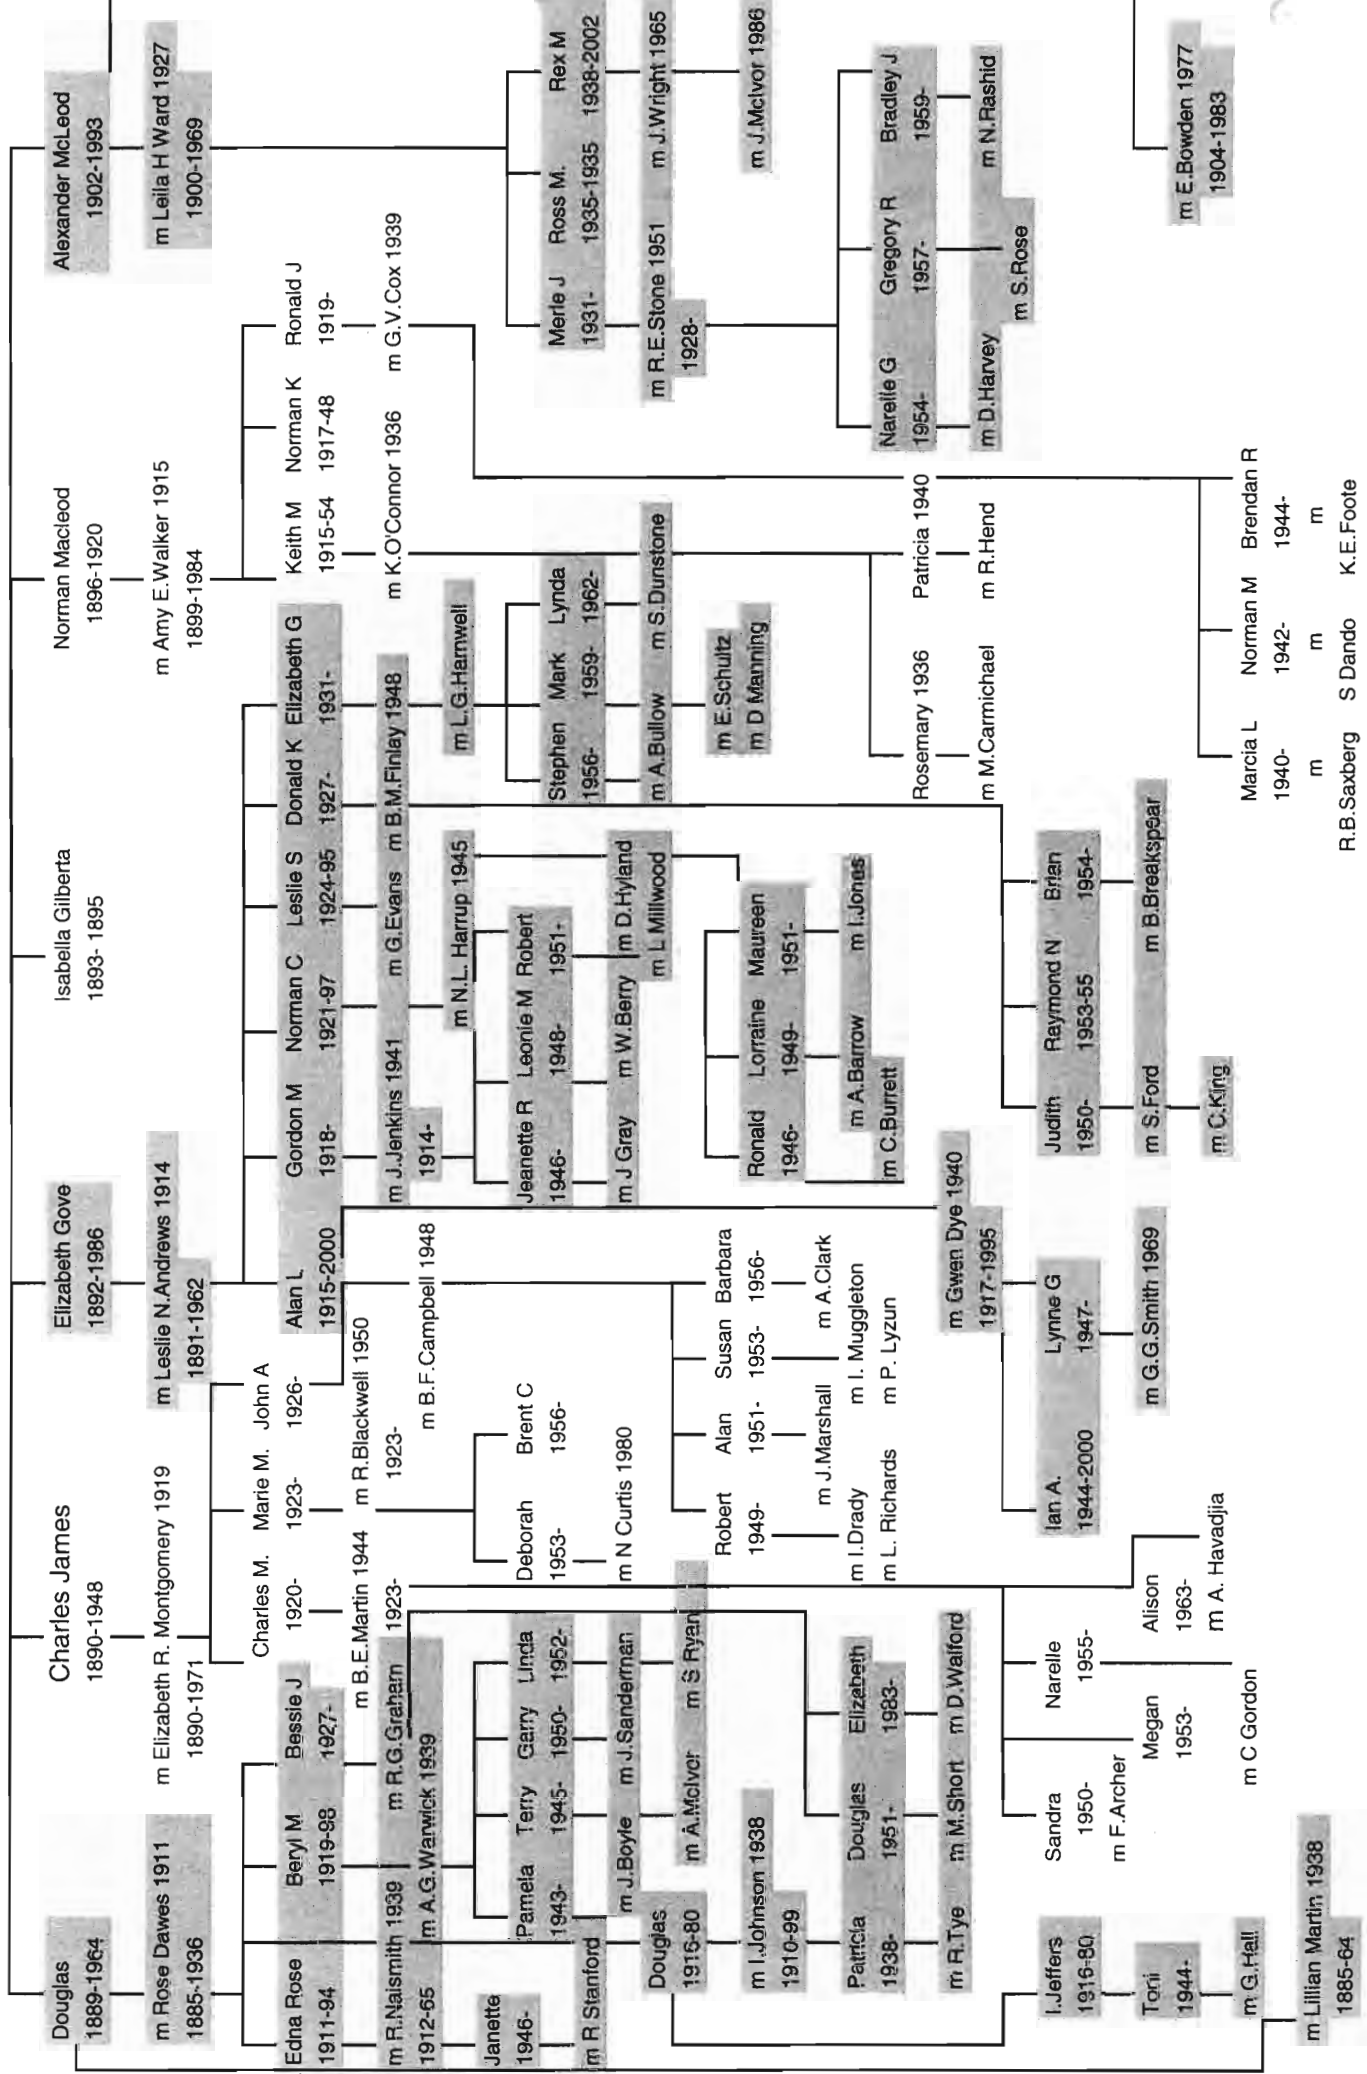 Douglas
1889-1964
m Rose Dawes 1911
1885-1936
Edna Rose
1911-94
Beryl M
1919-98
Bessie J
1927-
m R.Naismith 1939
1912-65
m A.G.Warwick 1939
m R.G.Graham
Janette
1946-
m R Stanford
Pamela
1943-
Terry
1945-
Garry
1950-
Linda
1952-
m J.Boyle
m J.Sanderman
m A.McIvor
m S Ryan
Douglas
1916-80
m I.Johnson 1938
1910-99
Patricia
1938-
Douglas
1951-
Elizabeth
1983-
m R.Tye
m M.Short
m D.Walford
I.Jeffers
1916-80
Toni
1944-
m G.Hall
m Lillian Martin 1938
1885-64
Charles James
1890-1948
m Elizabeth R. Montgomery 1919
1890-1971
Charles M.
1920-
Marie M.
1923-
John A
1926-
m B.E.Martin 1944
1923-
m R.Blackwell 1950
1923-
m B.F.Campbell 1948
Deborah
1953-
Brent C
1956-
m N Curtis 1980
Robert
1949-
Alan
1951-
Susan
1953-
Barbara
1956-
m I.Drady
m L. Richards
m J.Marshall
m I. Muggleton
m P. Lyzun
m A.Clark
Sandra
1950-
m F.Archer
Narelle
1955-
Megan
1953-
m C Gordon
Alison
1963-
m A. Havadjia
Elizabeth Gove
1892-1986
m Leslie N.Andrews 1914
1891-1962
Alan L
1915-2000
Gordon M
1918-
Norman C
1921-97
Leslie S
1924-95
Donald K
1927-
Elizabeth G
1931-
m J.Jenkins 1941
1914-
m G.Evans
m B.M.Finlay 1948
m N.L. Harrup 1945
m L.G.Harnwell
Jeanette R
1946-
Leonie M
1948-
Robert
1951-
m J Gray
m W.Berry
m D.Hyland
m L Millwood
Stephen
1956-
Mark
1959-
Lynda
1962-
m A.Bullow
m S.Dunstone
m E.Schultz
m D Manning
Ronald
1946-
Lorraine
1949-
Maureen
1951-
m A.Barrow
m C.Burrett
m I.Jones
m Gwen Dye 1940
1917-1995
Ian A.
1944-2000
Lynne G
1947-
m G.G.Smith 1969
Judith
1950-
Raymond N
1953-55
Brian
1954-
m S.Ford
m C.King
m B.Breakspear
Isabella Gilberta
1893- 1895
Norman Macleod
1896-1920
m Amy E.Walker 1915
1899-1984
Keith M
1915-54
Norman K
1917-48
Ronald J
1919-
m K.O'Connor 1936
m G.V.Cox 1939
Rosemary 1936
m M.Carmichael
Patricia 1940
m R.Hend
Marcia L
1940-
m
R.B.Saxberg
Norman M
1942-
m
S Dando
Brendan R
1944-
m
K.E.Foote
Alexander McLeod
1902-1993
m Leila H Ward 1927
1900-1969
Merle J
1931-
Ross M.
1935-1935
Rex M
1938-2002
m R.E.Stone 1951
1928-
m J.Wright 1965
m J.McIvor 1986
Narelle G
1954-
Gregory R
1957-
Bradley J
1959-
m D.Harvey
m S.Rose
m N.Rashid
m E.Bowden 1977
1904-1983